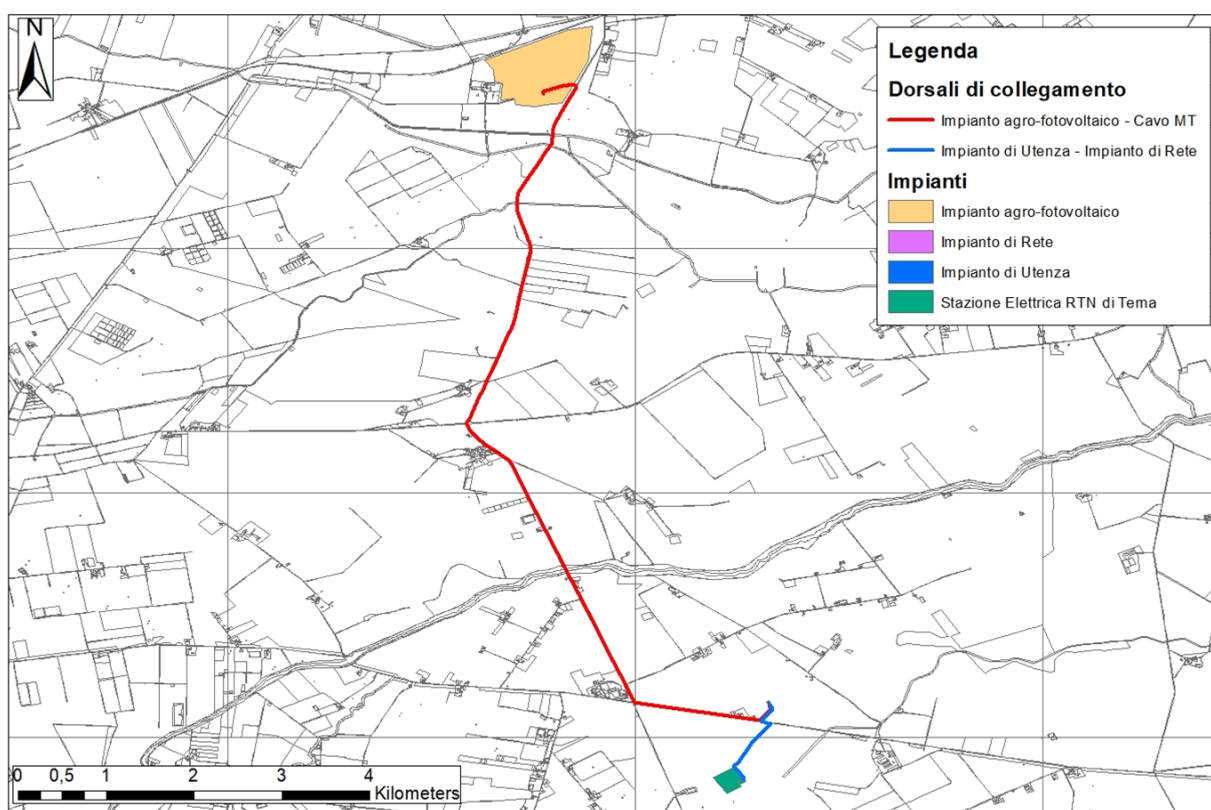 N
Legenda
Dorsali di collegamento
Impianto agro-fotovoltaico - Cavo MT
Impianto di Utenza - Impianto di Rete
Impianti
Impianto agro-fotovoltaico
Impianto di Rete
Impianto di Utenza
Stazione Elettrica RTN di Terna
0 0,5 1 2 3 4
Kilometers